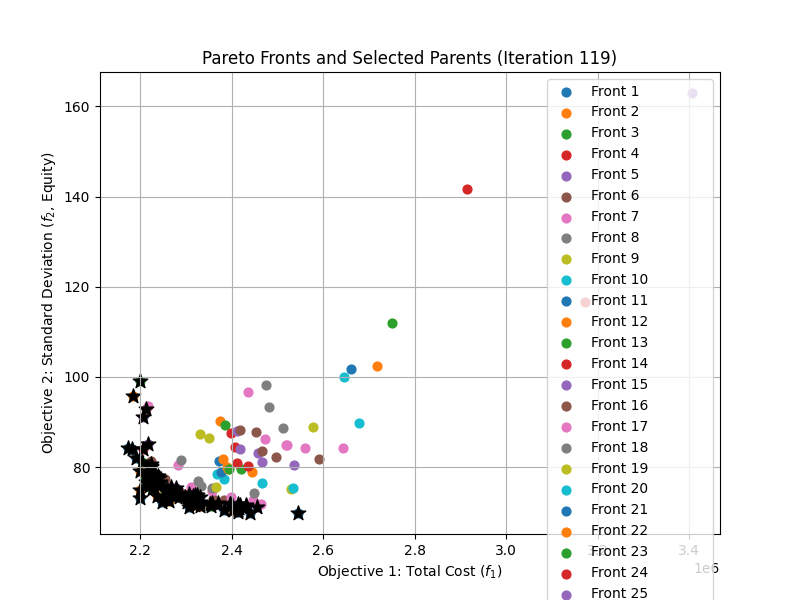 Pareto Fronts and Selected Parents (Iteration 119)
Objective 2: Standard Deviation (f₂, Equity)
160
140
120
100
80
2.2
2.4
2.6
2.8
3.0
3.4
1e6
Objective 1: Total Cost (f₁)
Front 1
Front 2
Front 3
Front 4
Front 5
Front 6
Front 7
Front 8
Front 9
Front 10
Front 11
Front 12
Front 13
Front 14
Front 15
Front 16
Front 17
Front 18
Front 19
Front 20
Front 21
Front 22
Front 23
Front 24
Front 25